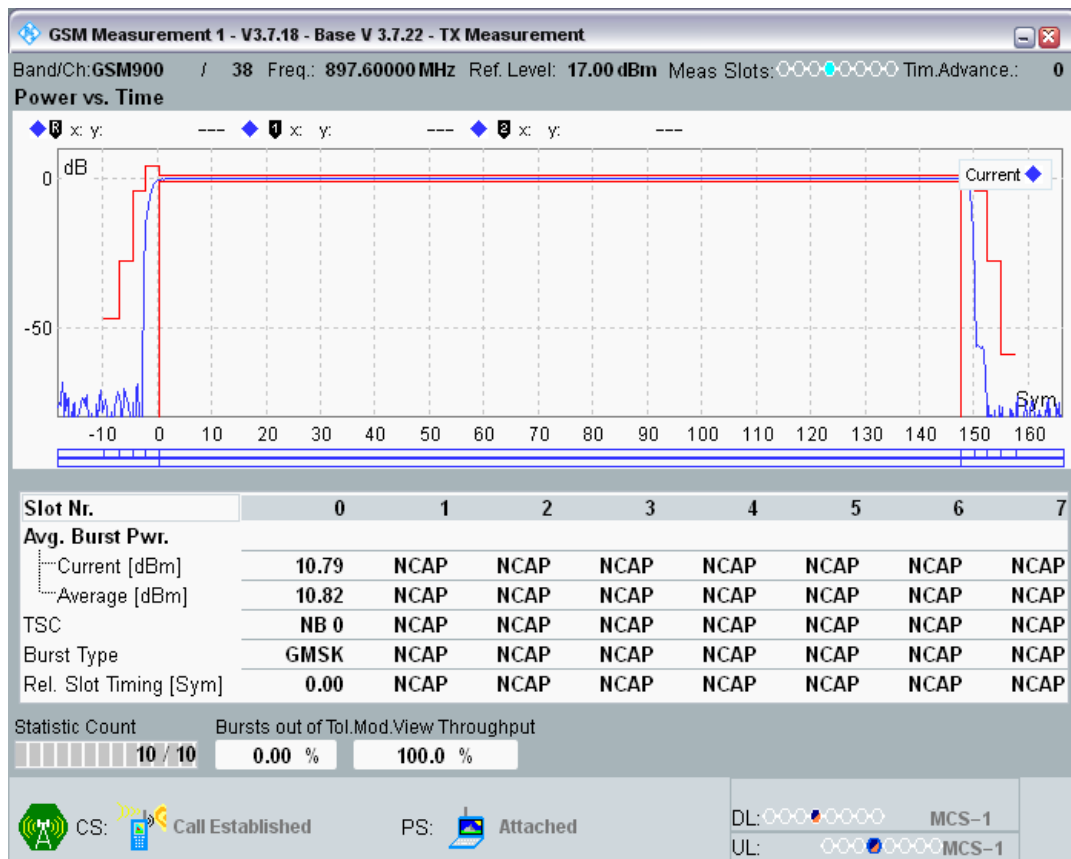 GSM Measurement 1 - V3.7.18 - Base V 3.7.22 - TX Measurement
Band/Ch:GSM900 / 38 Freq.: 897.60000 MHz Ref. Level: 17.00 dBm Meas Slots: Tim.Advance.: 0
Power vs. Time
R x: y: --- 1 x: y: --- 2 x: y: ---
dB
Current
0
-50
Sym
-10 0 10 20 30 40 50 60 70 80 90 100 110 120 130 140 150 160
Slot Nr. 0 1 2 3 4 5 6 7
Avg. Burst Pwr.
Current [dBm] 10.79 NCAP NCAP NCAP NCAP NCAP NCAP NCAP
Average [dBm] 10.82 NCAP NCAP NCAP NCAP NCAP NCAP NCAP
TSC NB 0 NCAP NCAP NCAP NCAP NCAP NCAP NCAP
Burst Type GMSK NCAP NCAP NCAP NCAP NCAP NCAP NCAP
Rel. Slot Timing [Sym] 0.00 NCAP NCAP NCAP NCAP NCAP NCAP NCAP
Statistic Count Bursts out of Tol.Mod.View Throughput
10 / 10 0.00 % 100.0 %
CS: Call Established PS: Attached
DL: MCS-1
UL: MCS-1